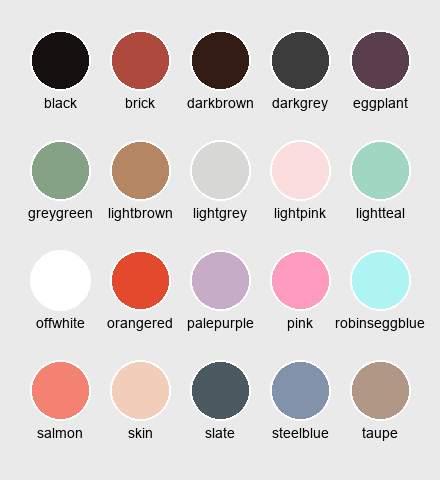 black brick darkbrown darkgrey eggplant
greygreen lightbrown lightgrey lightpink lightteal
offwhite orangered palepurple pink robinseggblue
salmon skin slate steelblue taupe